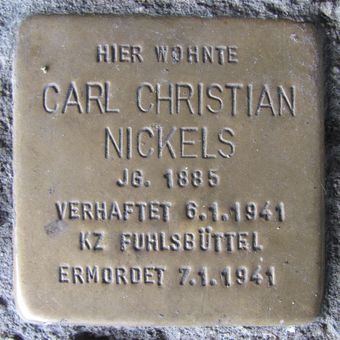 HIER WOHNTE
CARL CHRISTIAN
NICKELS
JG. 1885
VERHAFTET 6.1.1941
KZ FUHLSBÜTTEL
ERMORDET 7.1.1941